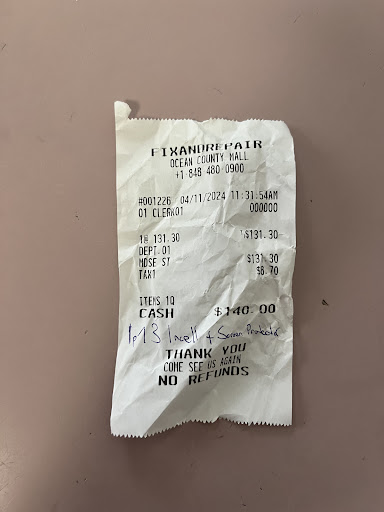 FIXANDREPAIR
OCEAN COUNTY MALL
+1 848 480 0900
#001226 04/11/2024 11:31:54AM
01 CLERK01 000000
1@ 131.30 T$131.30
DEPT.01
MDSE ST $131.30
TAX1 $8.70
ITEMS 1Q
CASH $140.00
Ip13 Incell + Screen Protector
THANK YOU
COME SEE US AGAIN
NO REFUNDS